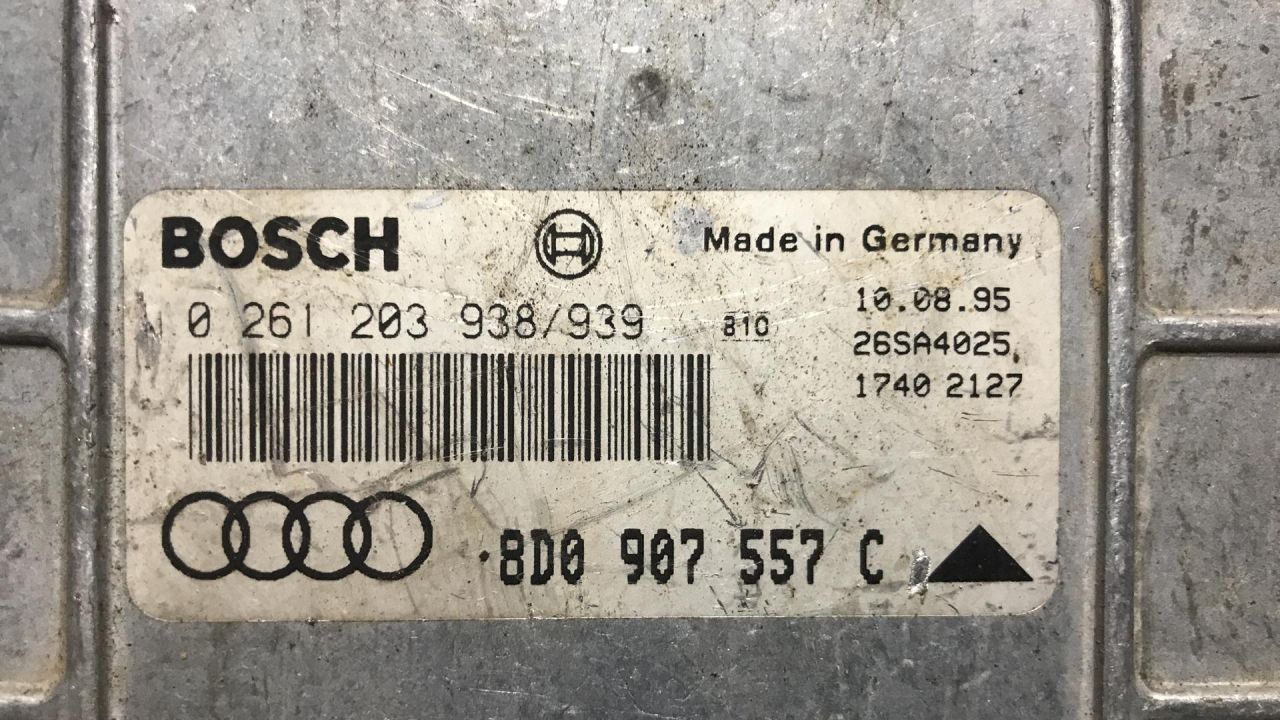 BOSCH
Made in Germany
0 261 203 938/939
810
10.08.95
26SA4025
1740 2127
8D0 907 557 C